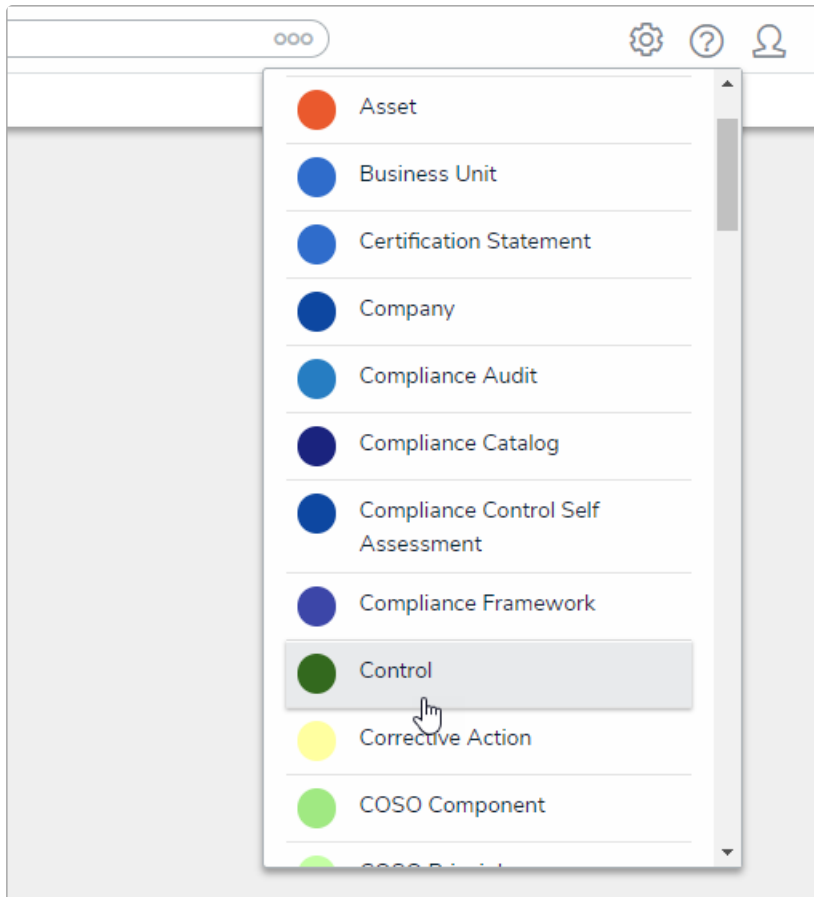 Asset
Business Unit
Certification Statement
Company
Compliance Audit
Compliance Catalog
Compliance Control Self
Assessment
Compliance Framework
Control
Corrective Action
COSO Component